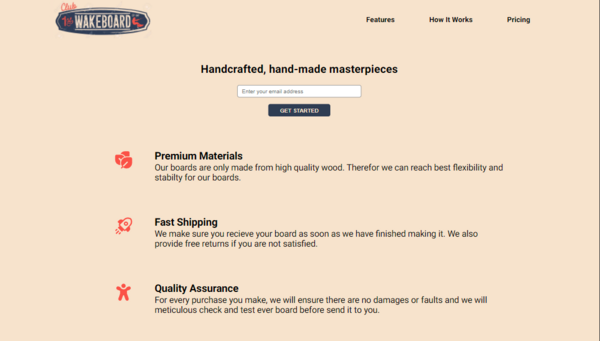 Club
1st WAKEBOARD
Features How It Works Pricing
Handcrafted, hand-made masterpieces
Enter your email address
GET STARTED
Premium Materials
Our boards are only made from high quality wood. Therefor we can reach best flexibility and
stabilty for our boards.
Fast Shipping
We make sure you recieve your board as soon as we have finished making it. We also
provide free returns if you are not satisfied.
Quality Assurance
For every purchase you make, we will ensure there are no damages or faults and we will
meticulous check and test ever board before send it to you.